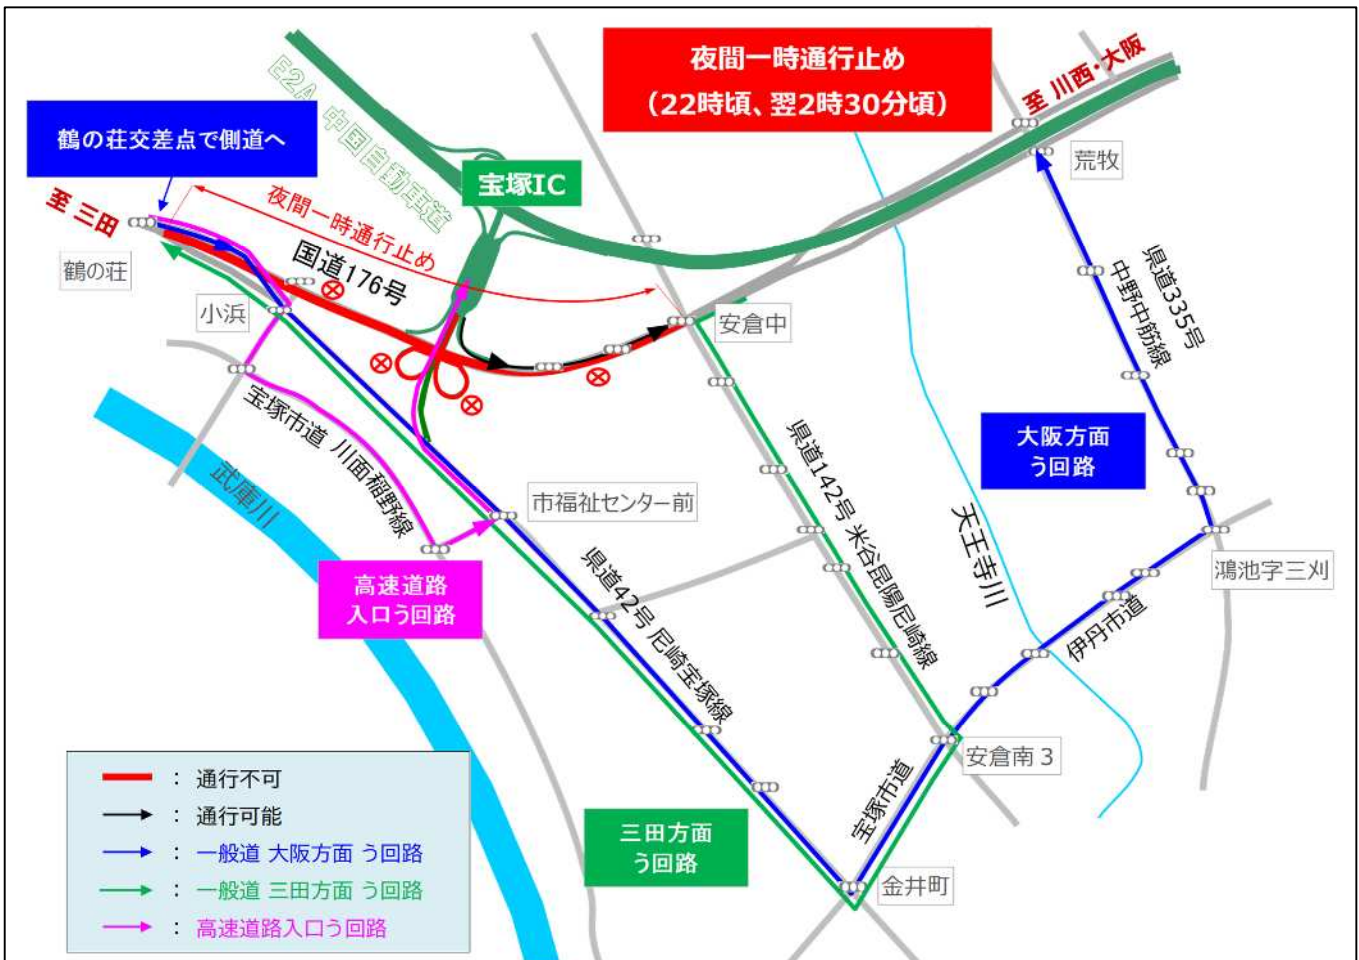 夜間一時通行止め
（22時頃、翌2時30分頃）
至 川西・大阪
鶴の荘交差点で側道へ
E2A 中国自動車道
宝塚IC
荒牧
至 三田
夜間一時通行止め
国道176号
鶴の荘
小浜
安倉中
県道335号
中野中筋線
宝塚市道 川面稲野線
武庫川
市福祉センター前
県道142号 米谷昆陽尼崎線
大阪方面
う回路
天王寺川
鴻池字三刈
高速道路
入口う回路
県道42号 尼崎宝塚線
伊丹市道
安倉南３
宝塚市道
三田方面
う回路
金井町
： 通行不可
： 通行可能
： 一般道 大阪方面 う回路
： 一般道 三田方面 う回路
： 高速道路入口う回路